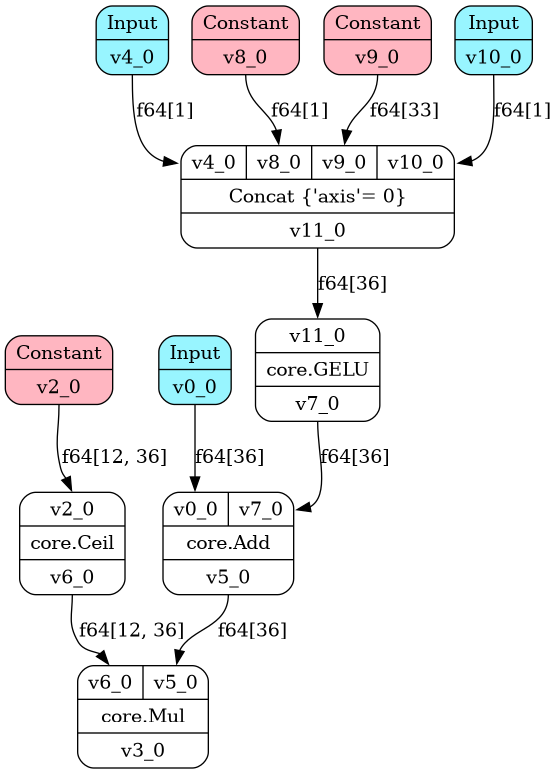 Input
v4_0
Constant
v8_0
Constant
v9_0
Input
v10_0
f64[1]
f64[1]
f64[33]
f64[1]
v4_0 v8_0 v9_0 v10_0
Concat {'axis'= 0}
v11_0
f64[36]
Constant
v2_0
Input
v0_0
v11_0
core.GELU
v7_0
f64[12, 36]
f64[36]
f64[36]
v2_0
core.Ceil
v6_0
v0_0 v7_0
core.Add
v5_0
f64[12, 36]
f64[36]
v6_0 v5_0
core.Mul
v3_0